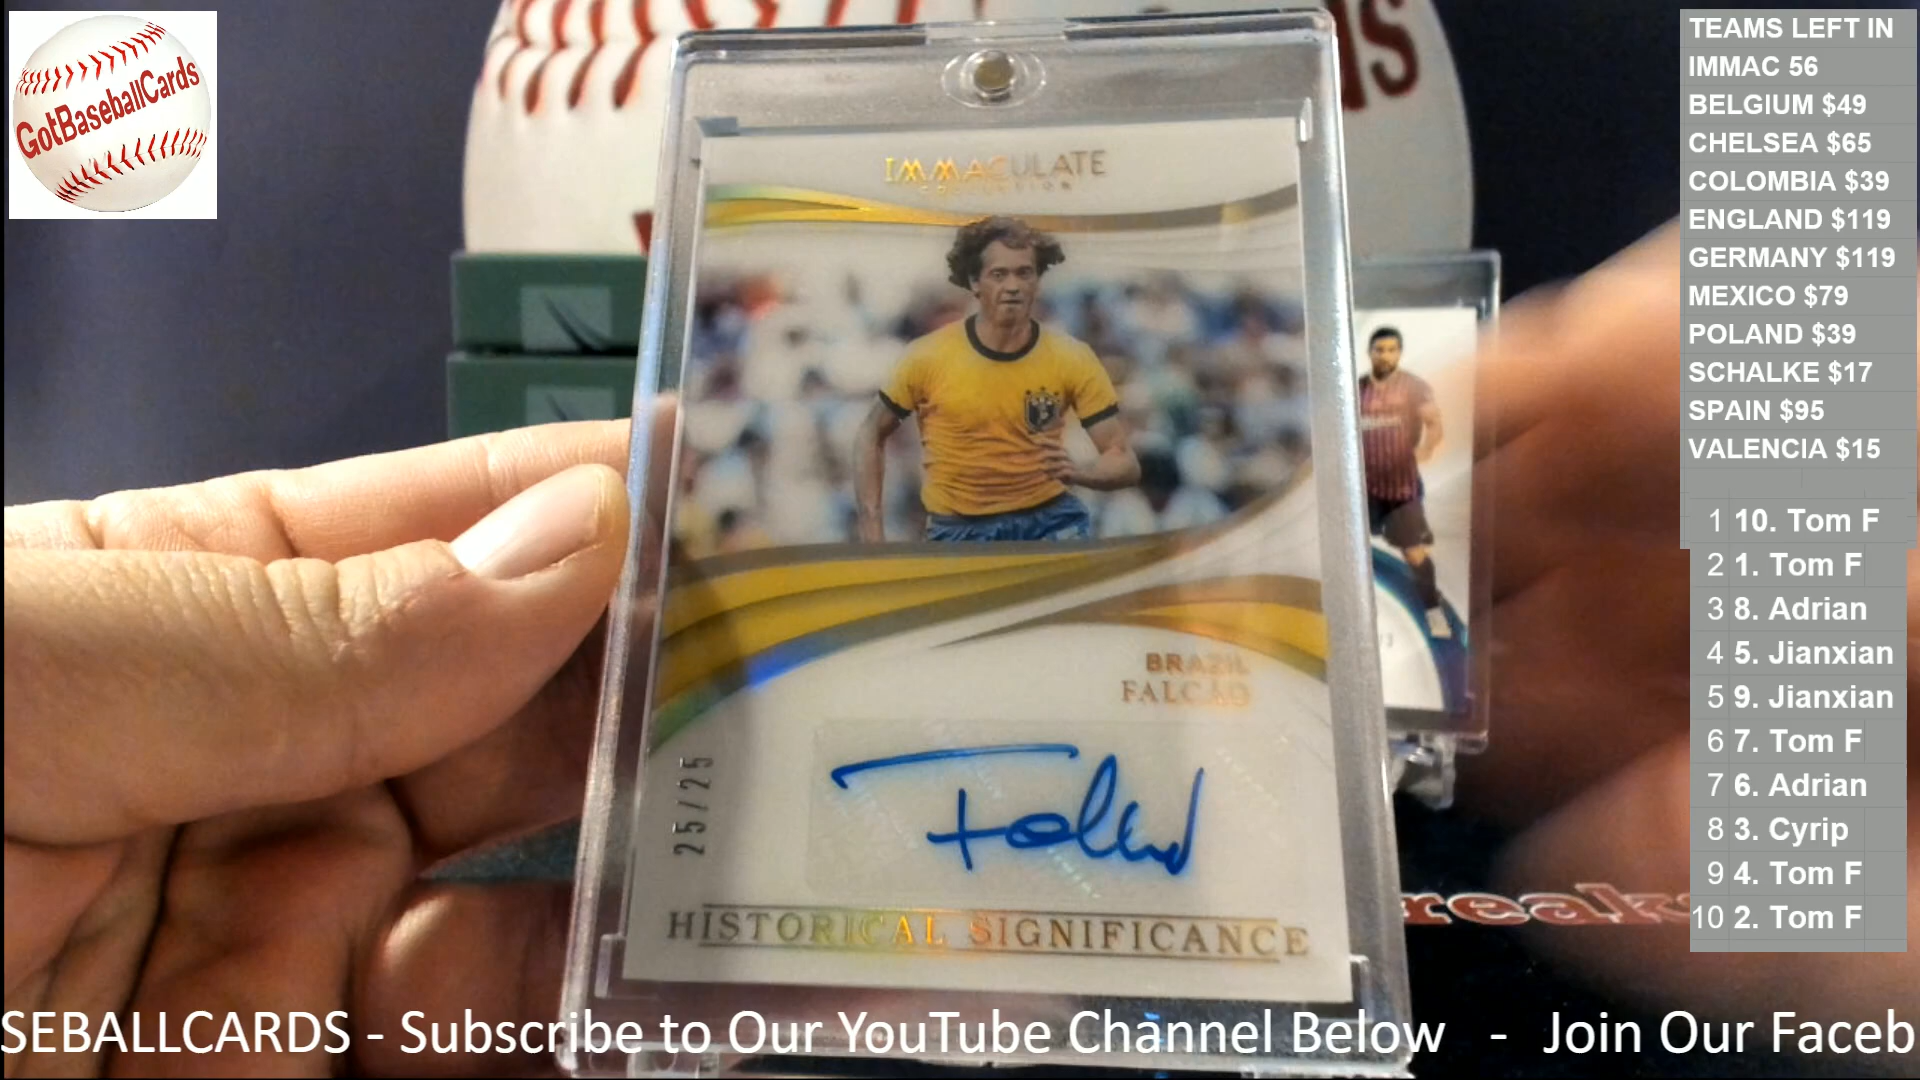 GotBaseballCards
IMMACULATE
COLLECTION
BRAZIL
FALCAO
25/25
HISTORICAL SIGNIFICANCE
TEAMS LEFT IN
IMMAC 56
BELGIUM $49
CHELSEA $65
COLOMBIA $39
ENGLAND $119
GERMANY $119
MEXICO $79
POLAND $39
SCHALKE $17
SPAIN $95
VALENCIA $15
1 10. Tom F
2 1. Tom F
3 8. Adrian
4 5. Jianxian
5 9. Jianxian
6 7. Tom F
7 6. Adrian
8 3. Cyrip
9 4. Tom F
10 2. Tom F
SEBALLCARDS - Subscribe to Our YouTube Channel Below - Join Our Faceb